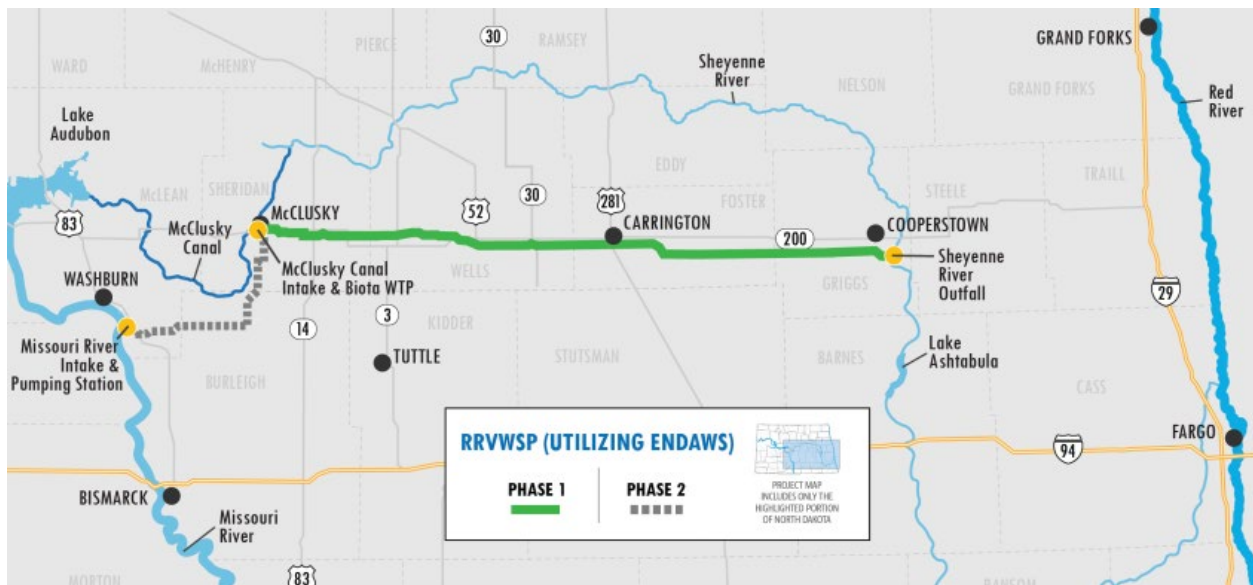 PIERCE
30
RAMSEY
GRAND FORKS
WARD
McHENRY
Sheyenne
River
NELSON
GRAND FORKS
Red
River
Lake
Audubon
EDDY
TRAILL
McLEAN
SHERIDAN
STEELE
FOSTER
83
McCLUSKY
52
30
281
CARRINGTON
COOPERSTOWN
200
McClusky
Canal
McClusky Canal
Intake & Biota WTP
WELLS
Sheyenne
River
Outfall
GRIGGS
29
WASHBURN
14
3
KIDDER
Missouri River
Intake &
Pumping Station
TUTTLE
STUTSMAN
BARNES
Lake
Ashtabula
BURLEIGH
CASS
RRVWSP (UTILIZING ENDAWS)
PHASE 1
PHASE 2
PROJECT MAP
INCLUDES ONLY THE
HIGHLIGHTED PORTION
OF NORTH DAKOTA
FARGO
94
BISMARCK
Missouri
River
MORTON
83
RANSOM